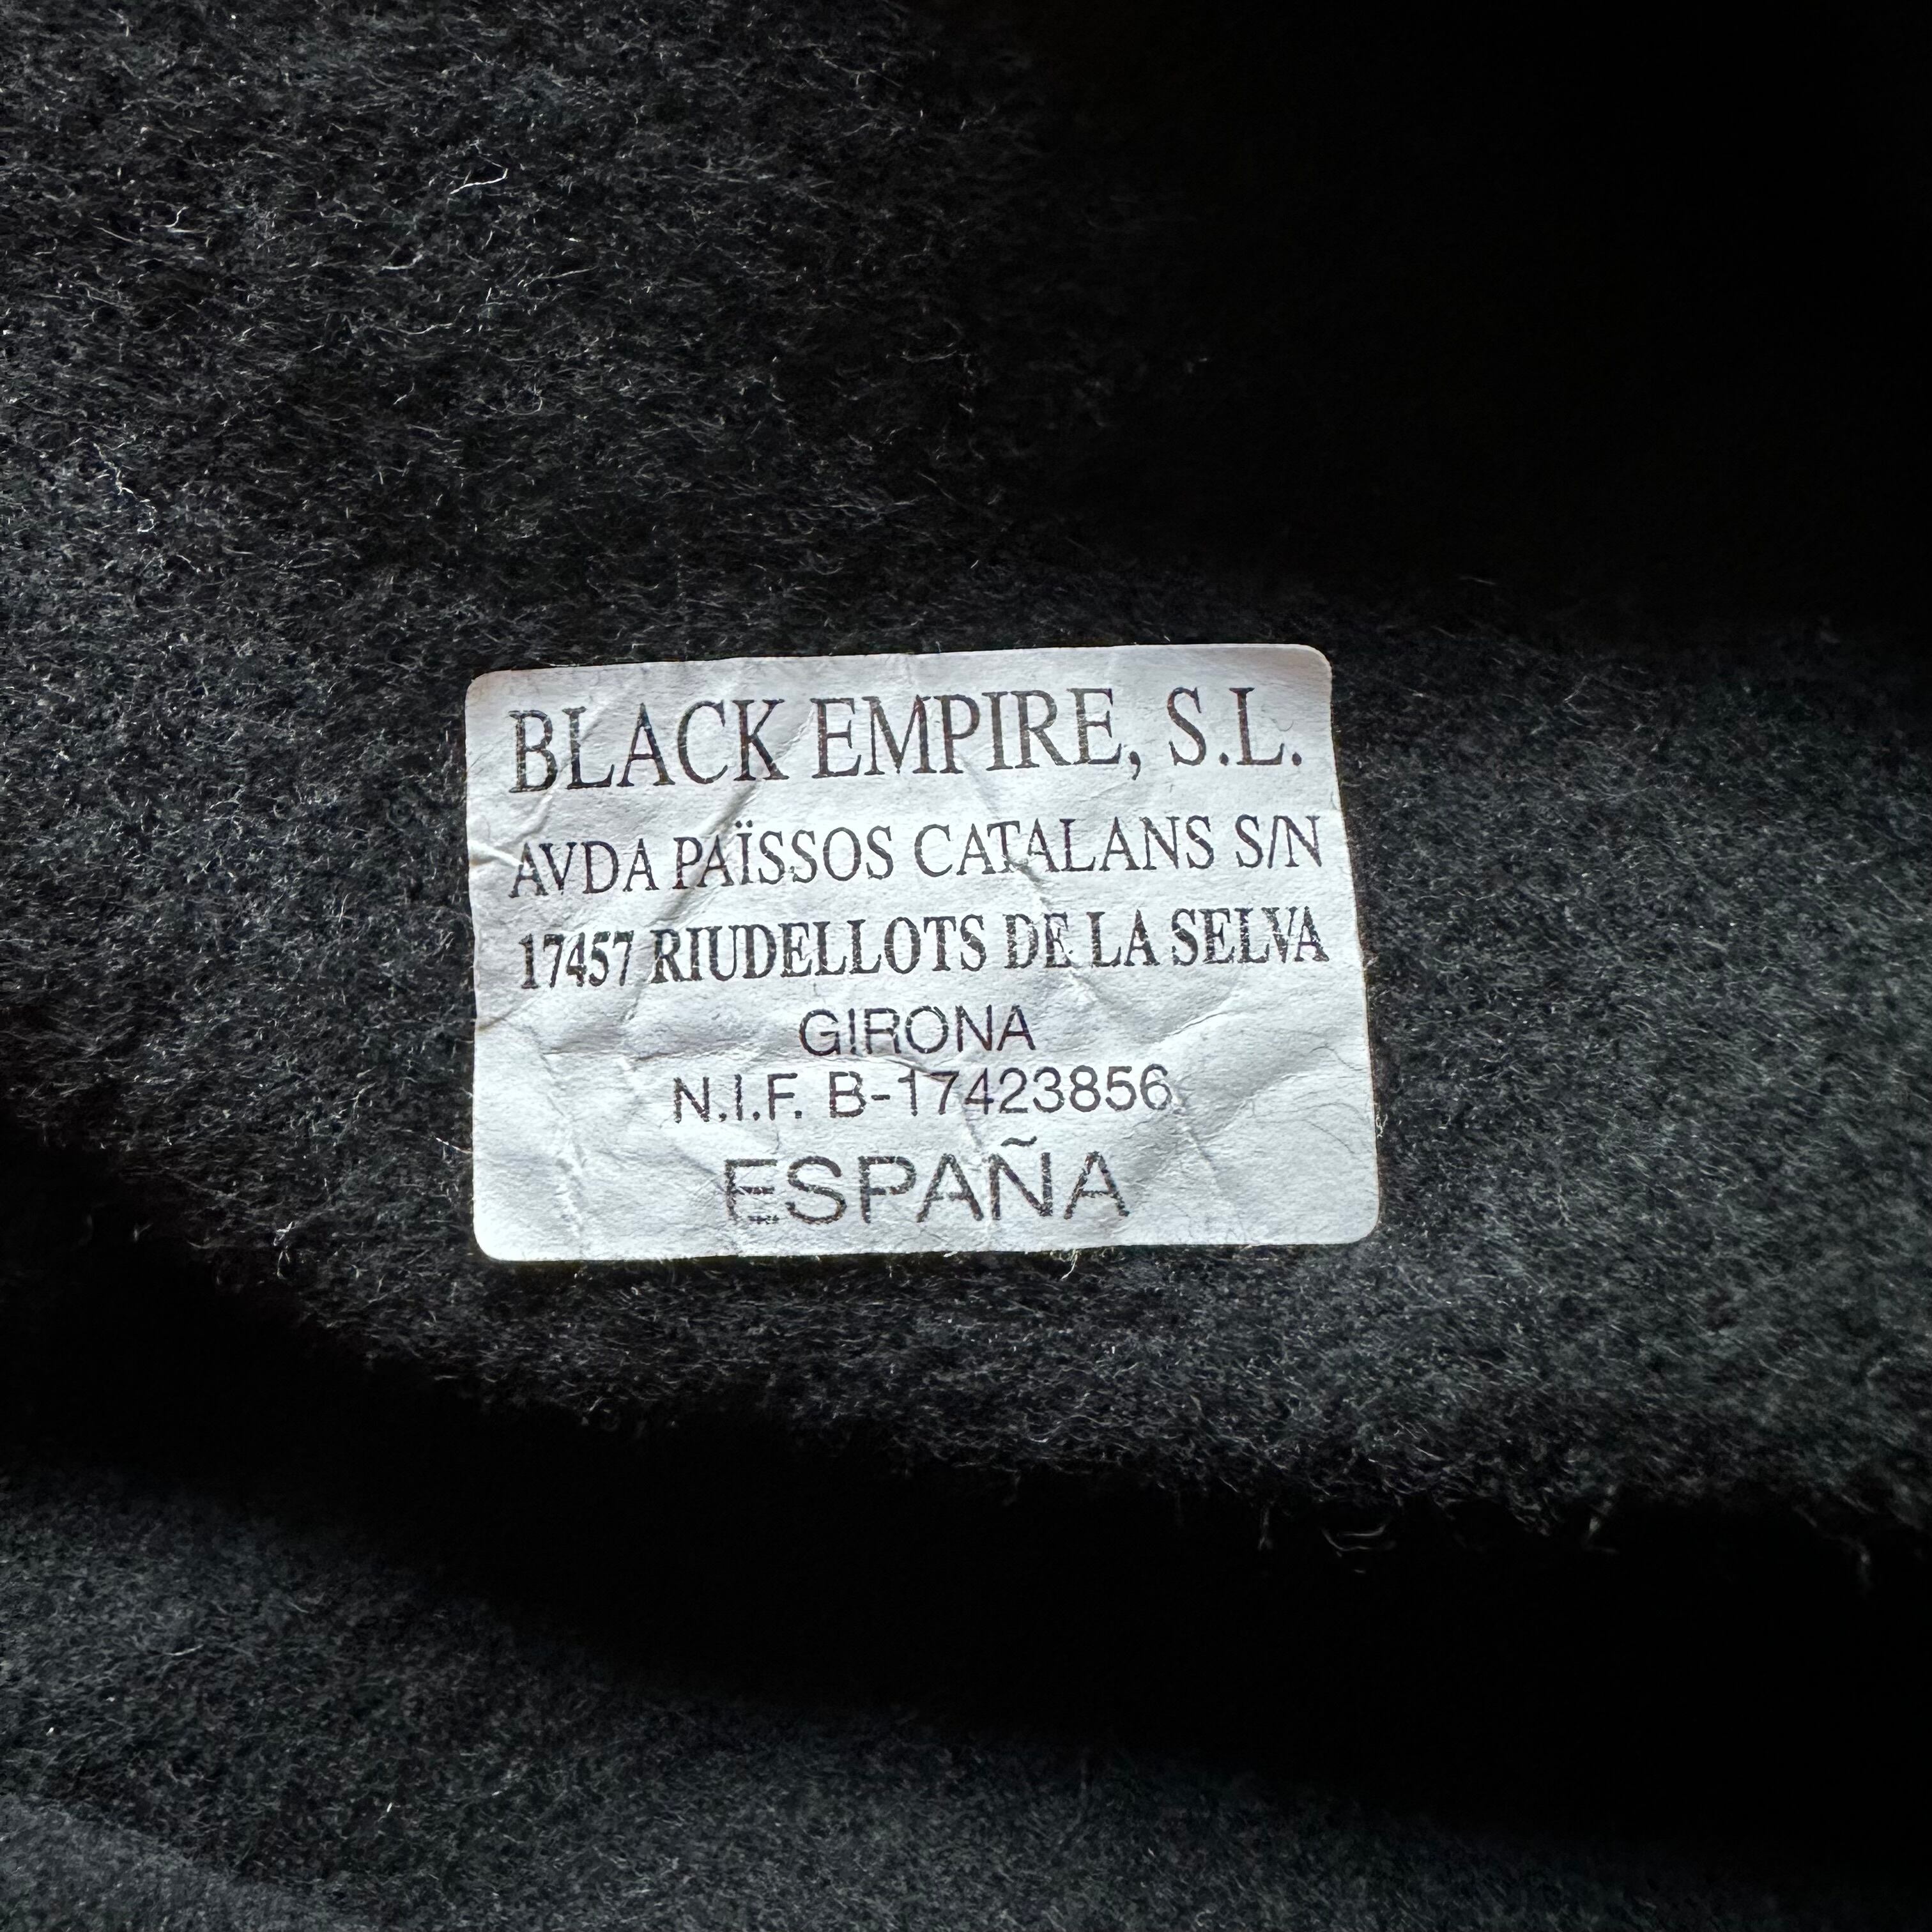 BLACK EMPIRE, S.L.
AVDA PAÏSSOS CATALANS S/N
17457 RIUDELLOTS DE LA SELVA
GIRONA
N.I.F. B-17423856
ESPAÑA